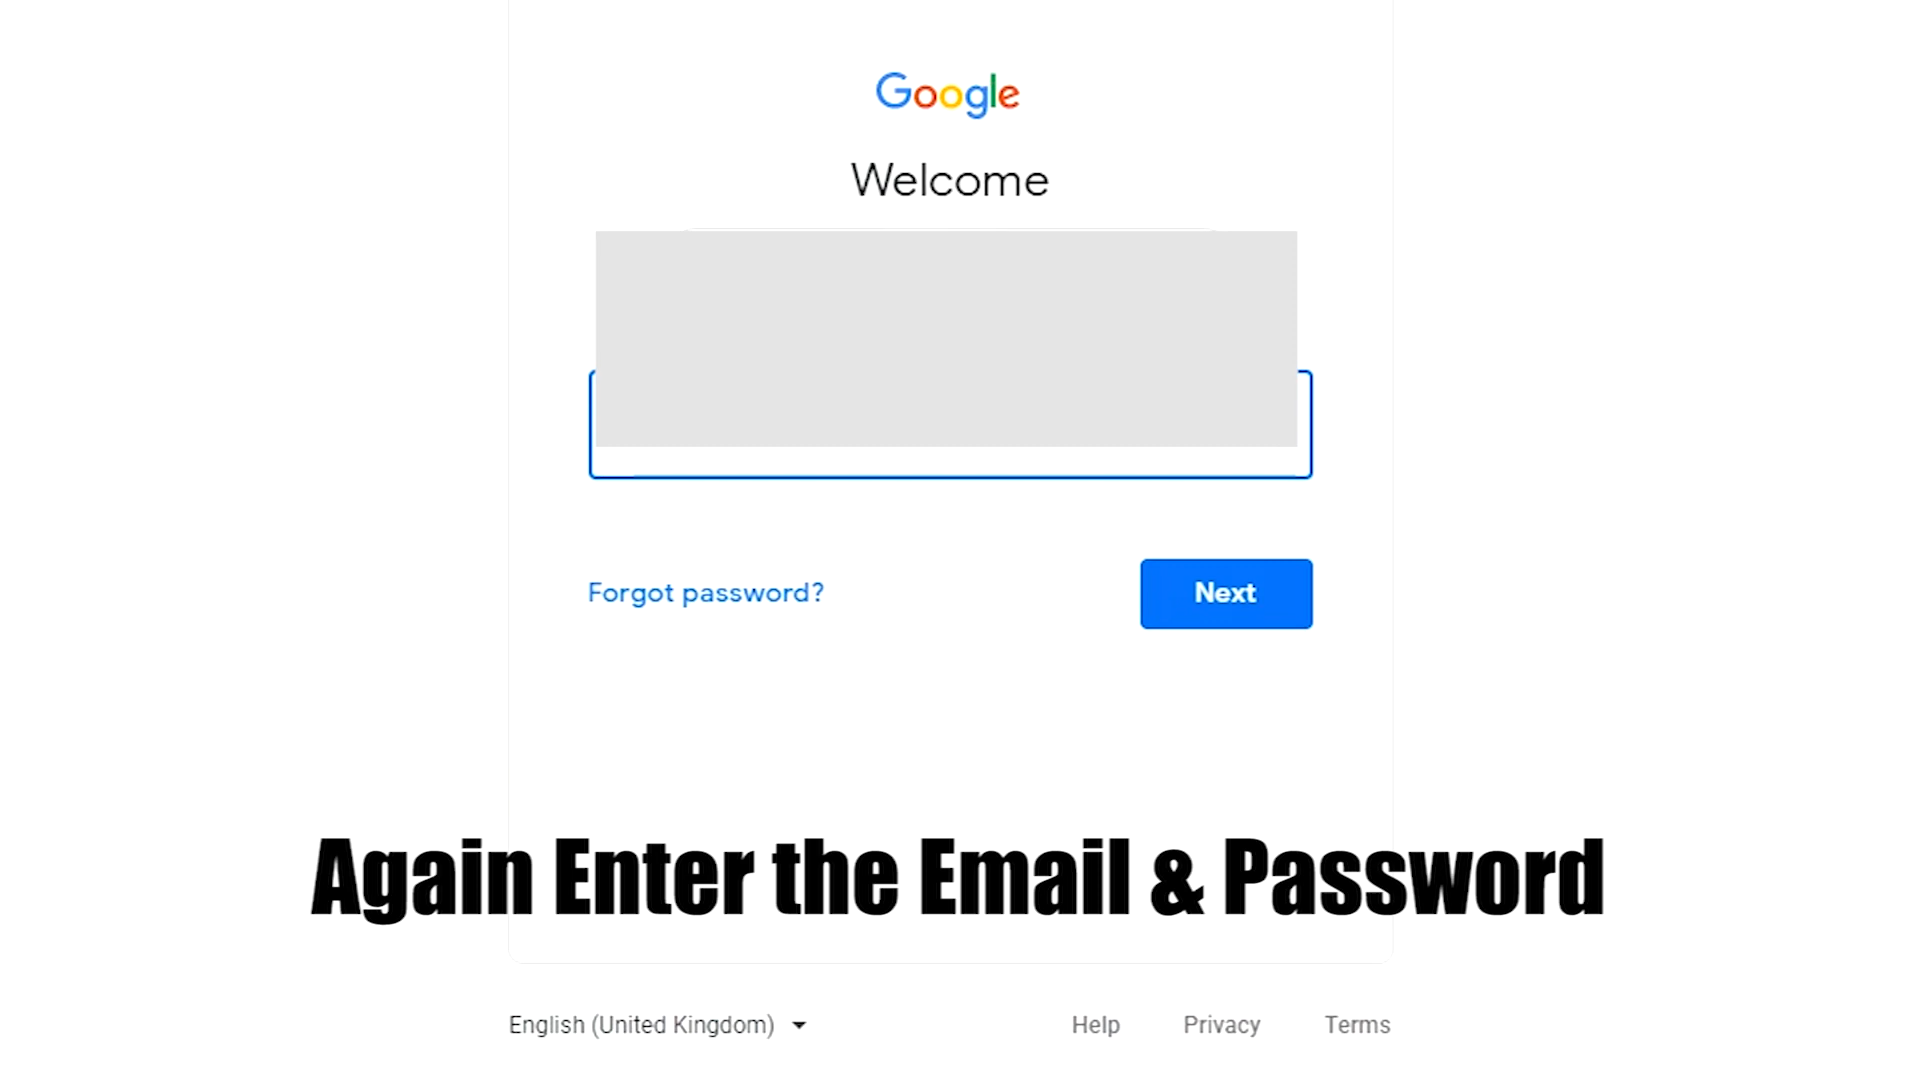 Google
Welcome
Forgot password?
Next
Again Enter the Email & Password
English (United Kingdom)
Help
Privacy
Terms